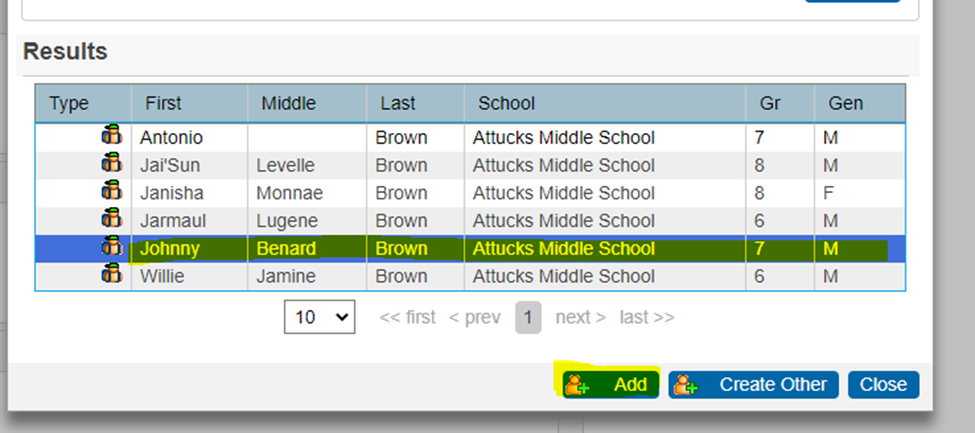 Results
Type First Middle Last School Gr Gen
Antonio Brown Attucks Middle School 7 M
Jai'Sun Levelle Brown Attucks Middle School 8 M
Janisha Monnae Brown Attucks Middle School 8 F
Jarmaul Lugene Brown Attucks Middle School 6 M
Johnny Benard Brown Attucks Middle School 7 M
Willie Jamine Brown Attucks Middle School 6 M
10 << first < prev 1 next > last >>
Add Create Other Close